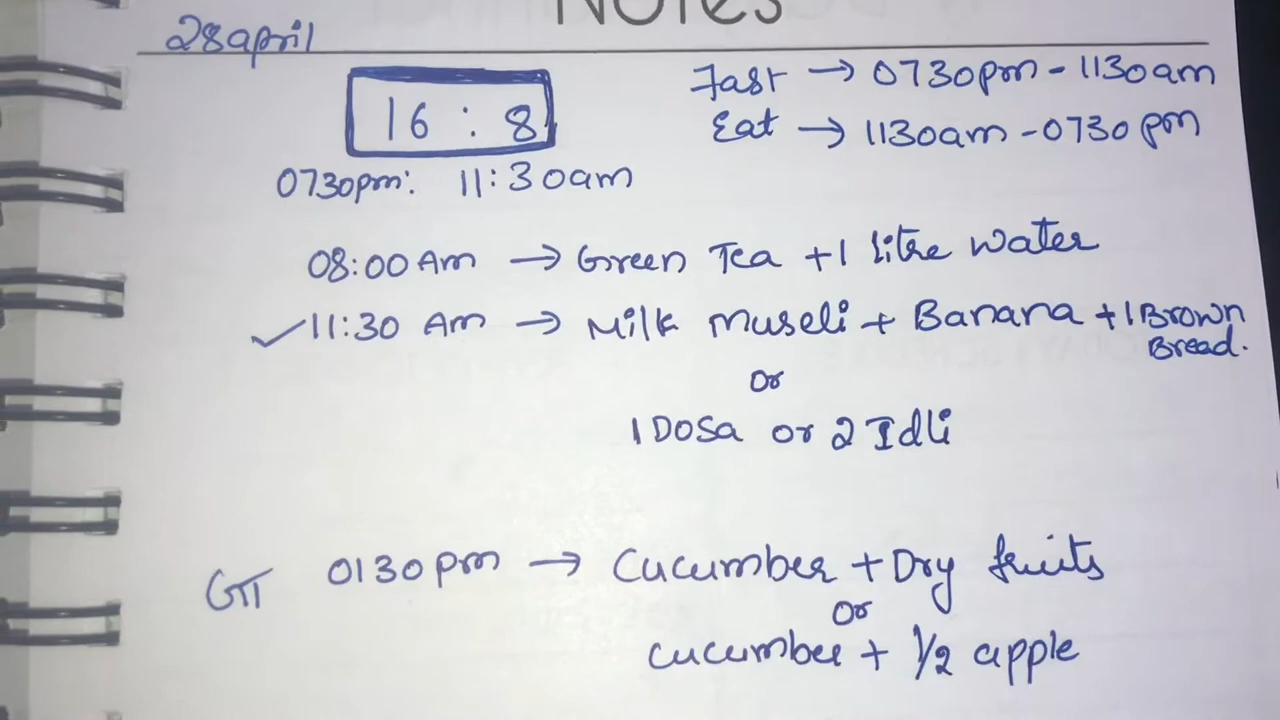 Notes
28 april
16 : 8
Fast → 0730pm - 1130am
Eat → 1130am - 0730pm
0730pm: 11:30am
08:00 Am → Green Tea + 1 litre water
✓ 11:30 Am → Milk museli + Banana + 1 Brown
Bread.
or
1 Dosa or 2 Idli
0130pm → Cucumber + Dry fruits
or
cucumber + 1/2 apple